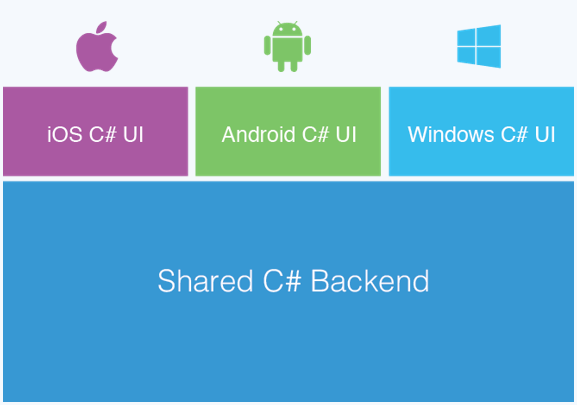 iOS C# UI
Android C# UI
Windows C# UI
Shared C# Backend